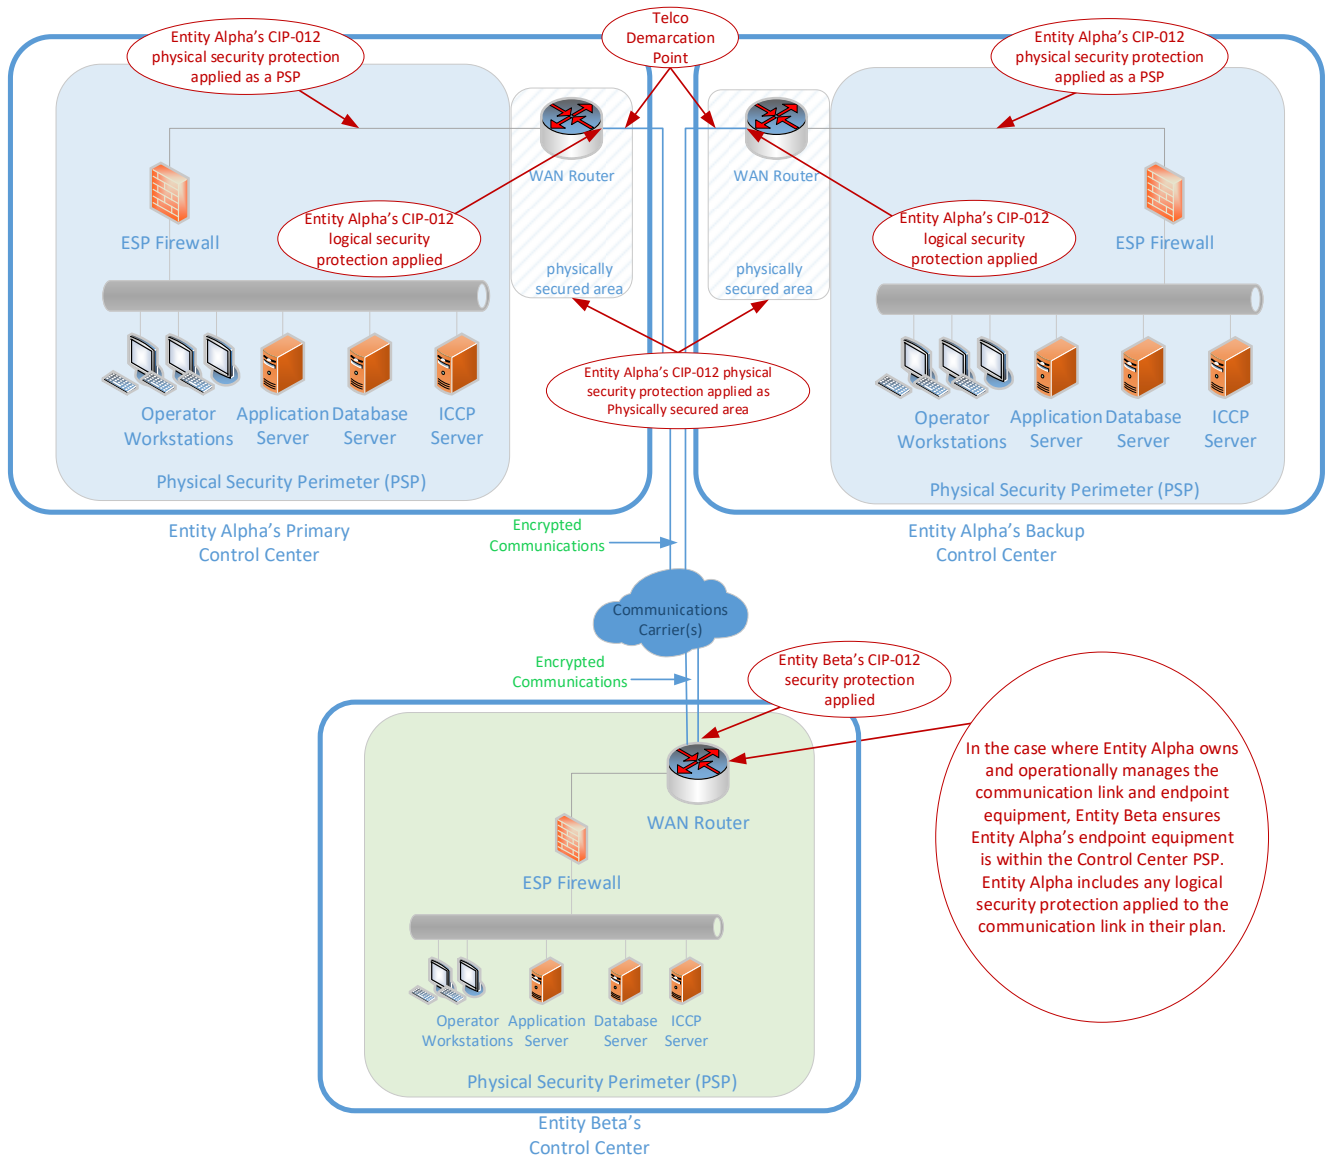 Entity Alpha's CIP-012
physical security protection
applied as a PSP
Telco
Demarcation
Point
Entity Alpha's CIP-012
physical security protection
applied as a PSP
WAN Router
WAN Router
ESP Firewall
Entity Alpha's CIP-012
logical security
protection applied
Entity Alpha's CIP-012
logical security
protection applied
ESP Firewall
physically
secured area
physically
secured area
Entity Alpha's CIP-012 physical
security protection applied as
Physically secured area
Operator
Workstations
Application
Server
Database
Server
ICCP
Server
Operator
Workstations
Application
Server
Database
Server
ICCP
Server
Physical Security Perimeter (PSP)
Physical Security Perimeter (PSP)
Entity Alpha's Primary
Control Center
Encrypted
Communications
Entity Alpha's Backup
Control Center
Communications
Carrier(s)
Encrypted
Communications
Entity Beta's CIP-012
security protection
applied
In the case where Entity Alpha owns
and operationally manages the
communication link and endpoint
equipment, Entity Beta ensures
Entity Alpha's endpoint equipment
is within the Control Center PSP.
Entity Alpha includes any logical
security protection applied to the
communication link in their plan.
WAN Router
ESP Firewall
Operator
Workstations
Application
Server
Database
Server
ICCP
Server
Physical Security Perimeter (PSP)
Entity Beta's
Control Center